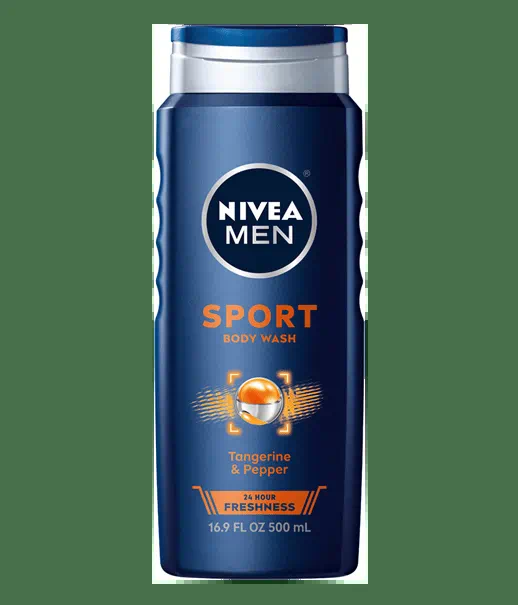 ®
NIVEA
MEN
SPORT
BODY WASH
Tangerine
& Pepper
24 HOUR
FRESHNESS
16.9 FL OZ 500 mL